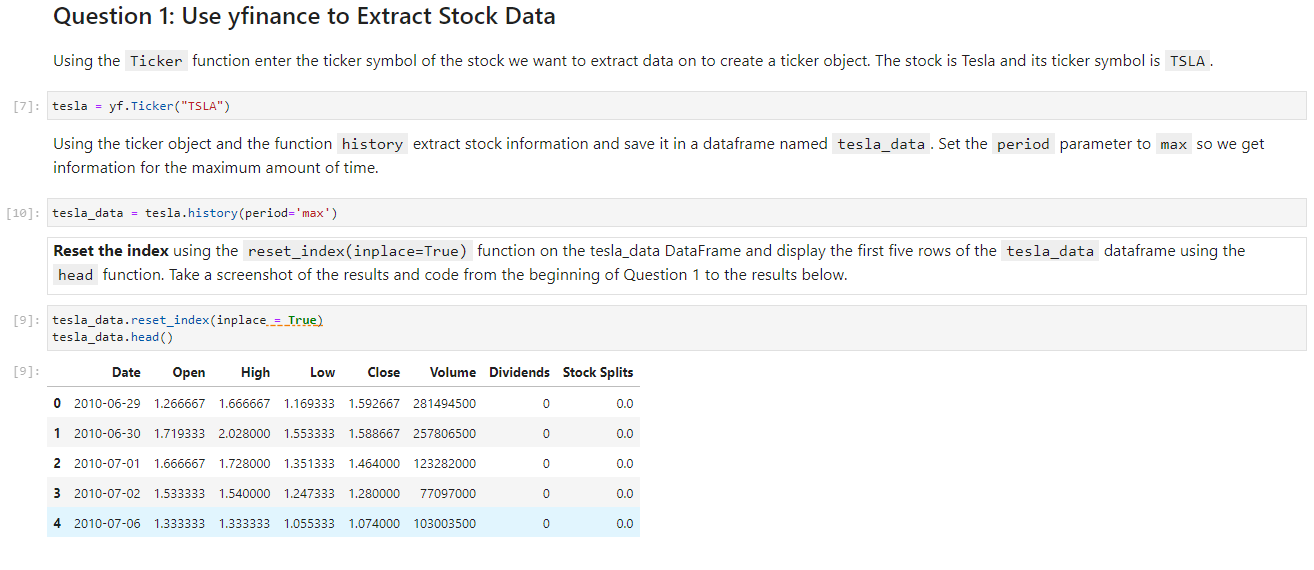 Question 1: Use yfinance to Extract Stock Data
Using the Ticker function enter the ticker symbol of the stock we want to extract data on to create a ticker object. The stock is Tesla and its ticker symbol is TSLA .
[7]: tesla = yf.Ticker("TSLA")
Using the ticker object and the function history extract stock information and save it in a dataframe named tesla_data . Set the period parameter to max so we get
information for the maximum amount of time.
[10]: tesla_data = tesla.history(period='max')
Reset the index using the reset_index(inplace=True) function on the tesla_data DataFrame and display the first five rows of the tesla_data dataframe using the
head function. Take a screenshot of the results and code from the beginning of Question 1 to the results below.
[9]: tesla_data.reset_index(inplace = True)
tesla_data.head()
[9]: Date Open High Low Close Volume Dividends Stock Splits
0 2010-06-29 1.266667 1.666667 1.169333 1.592667 281494500 0 0.0
1 2010-06-30 1.719333 2.028000 1.553333 1.588667 257806500 0 0.0
2 2010-07-01 1.666667 1.728000 1.351333 1.464000 123282000 0 0.0
3 2010-07-02 1.533333 1.540000 1.247333 1.280000 77097000 0 0.0
4 2010-07-06 1.333333 1.333333 1.055333 1.074000 103003500 0 0.0